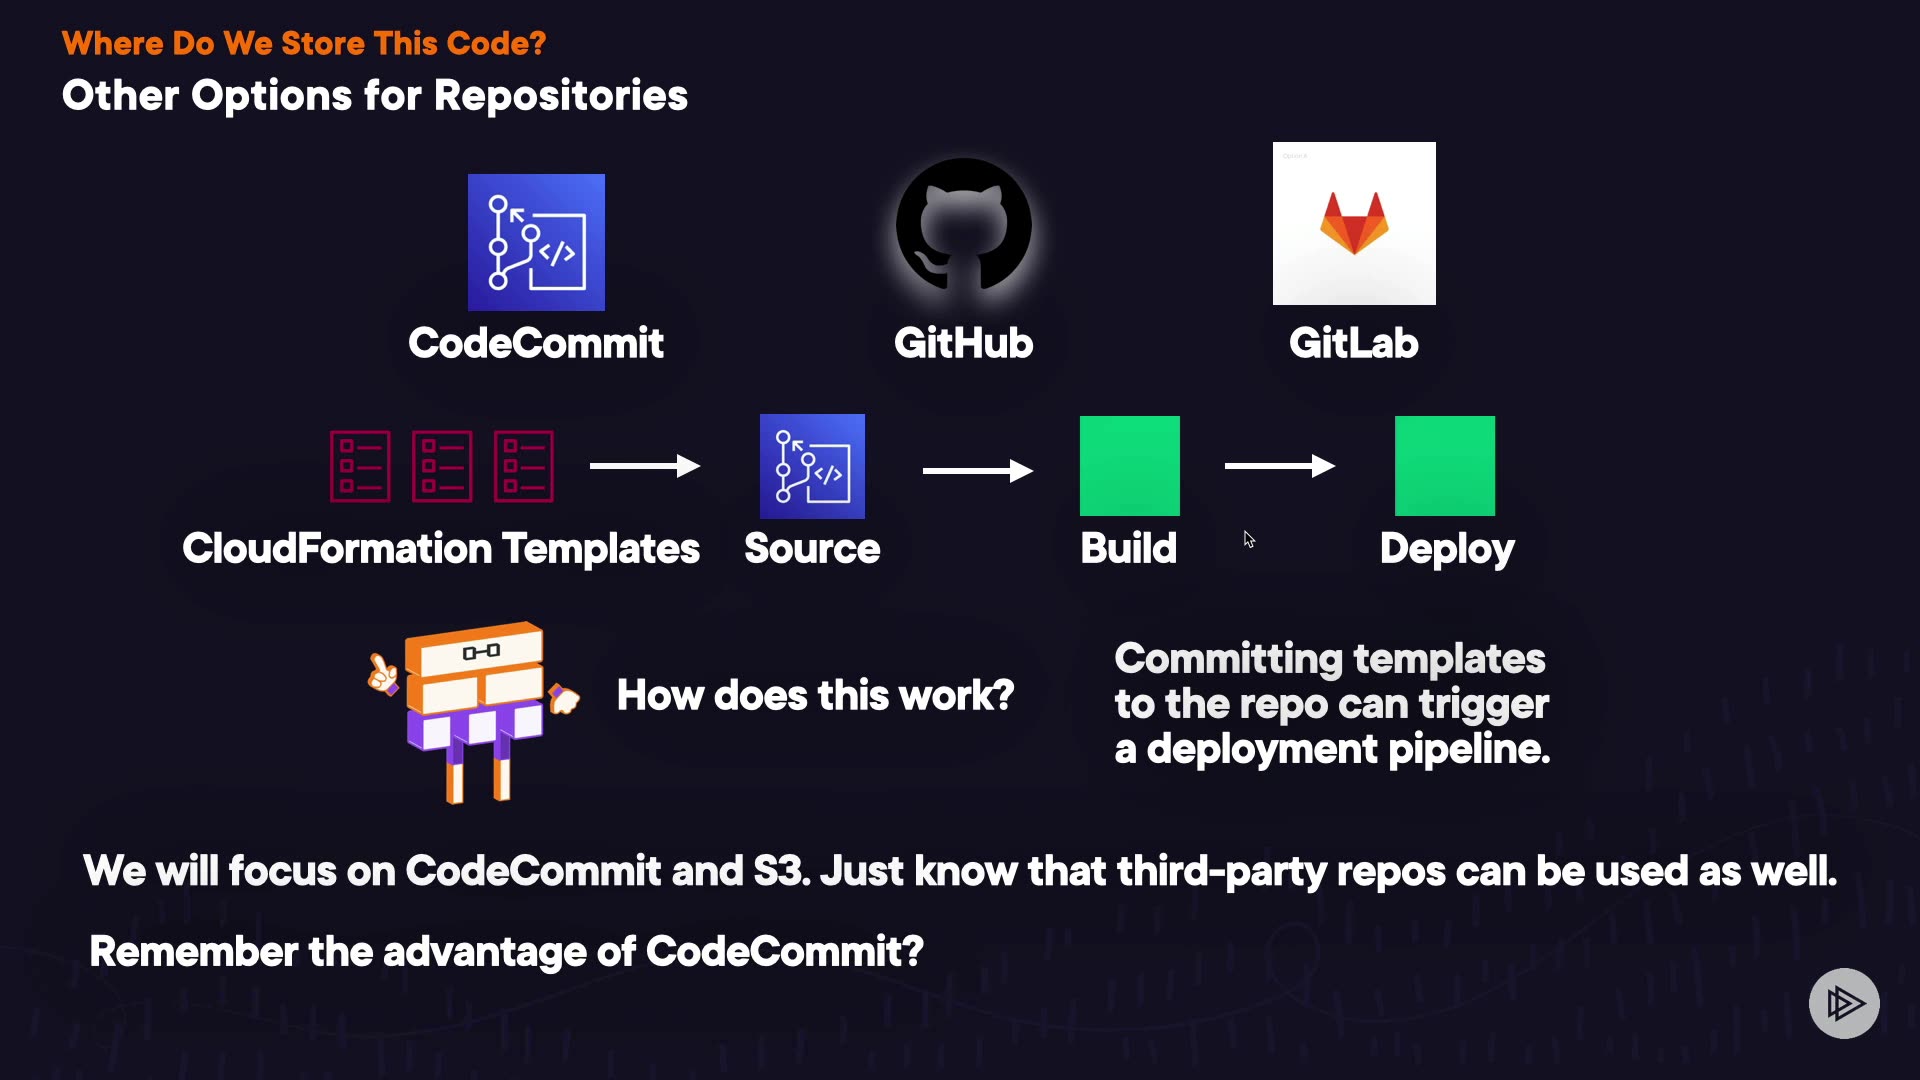 Where Do We Store This Code?
Other Options for Repositories
CodeCommit
GitHub
GitLab
CloudFormation Templates
Source
Build
Deploy
How does this work?
Committing templates
to the repo can trigger
a deployment pipeline.
We will focus on CodeCommit and S3. Just know that third-party repos can be used as well.
Remember the advantage of CodeCommit?